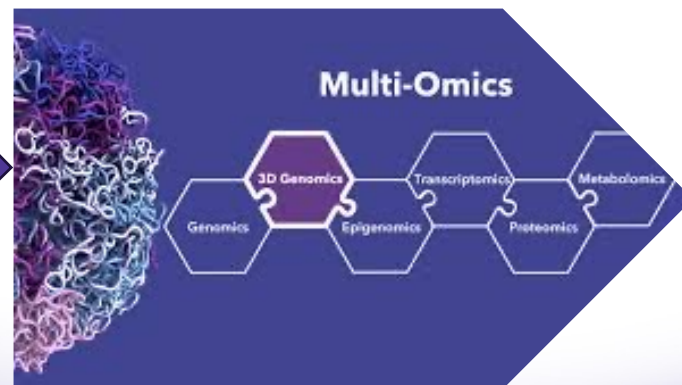 Multi-Omics
3D Genomics
Transcriptomics
Metabolomics
Genomics
Epigenomics
Proteomics